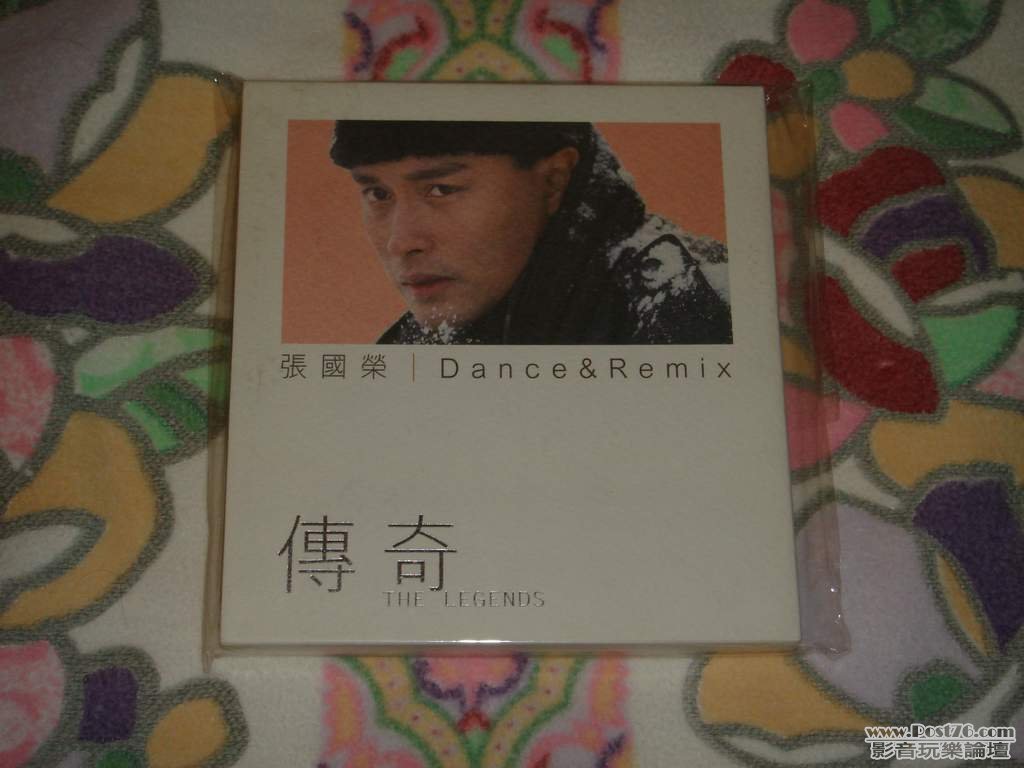 張國榮 | Dance&Remix
傳奇
THE LEGENDS
www.Post76.com
影音玩樂論壇